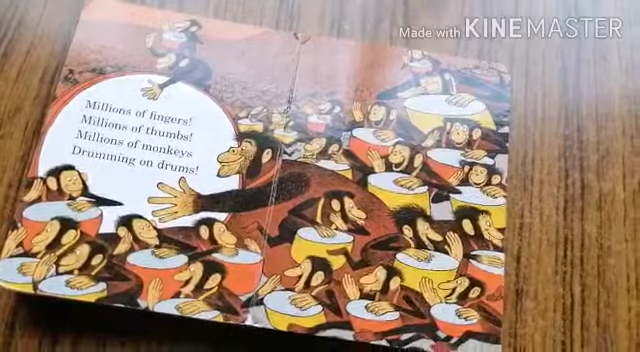 Made with KINEMASTER
Millions of fingers!
Millions of thumbs!
Millions of monkeys
Drumming on drums!